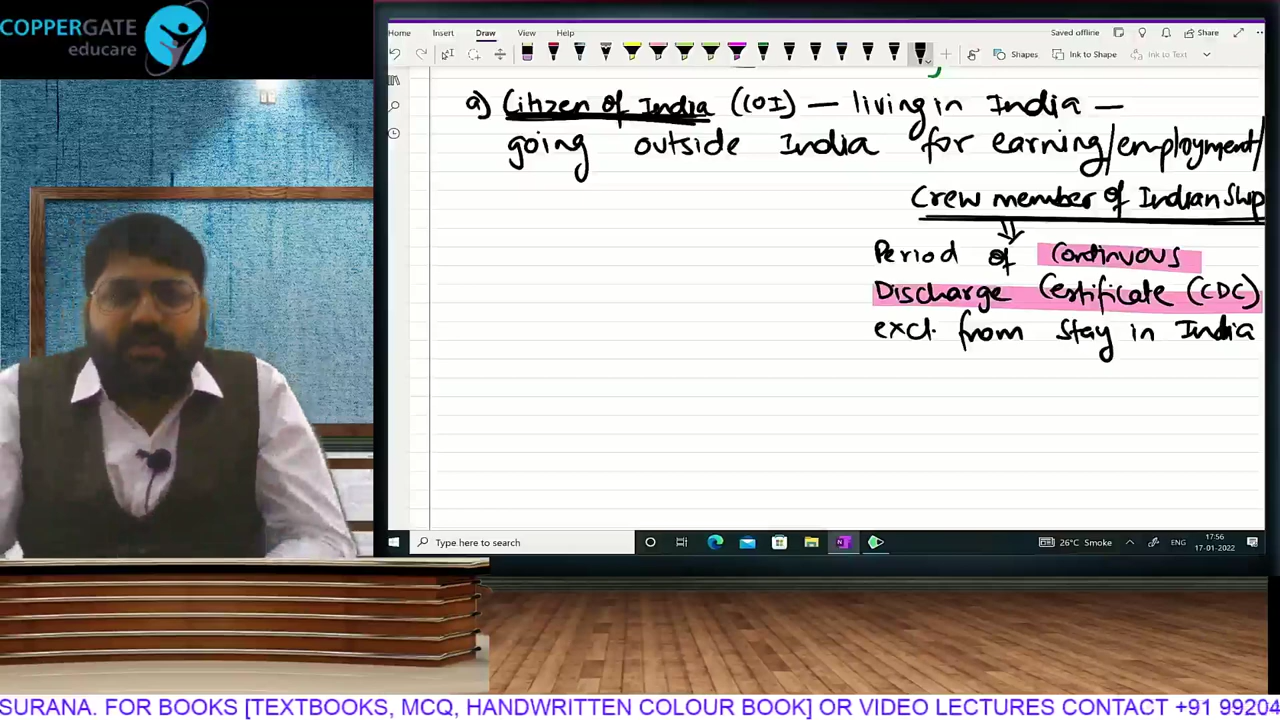 COPPERGATE
educare
Home Insert Draw View Help
Saved offline
Share
Shapes
Ink to Shape
Ink to Text
a) Citizen of India (COI) — living in India —
going outside India for earning/employment/
Crew member of Indian Ship
⇓
Period of Continuous
Discharge Certificate (CDC)
excl. from stay in India
Type here to search
26°C Smoke
ENG
17:56
17-01-2022
SURANA. FOR BOOKS [TEXTBOOKS, MCQ, HANDWRITTEN COLOUR BOOK] OR VIDEO LECTURES CONTACT +91 99204